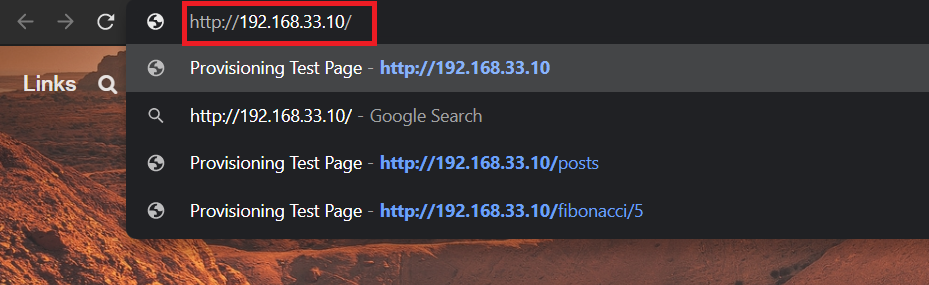 http://192.168.33.10/
Links
Provisioning Test Page - http://192.168.33.10
http://192.168.33.10/ - Google Search
Provisioning Test Page - http://192.168.33.10/posts
Provisioning Test Page - http://192.168.33.10/fibonacci/5